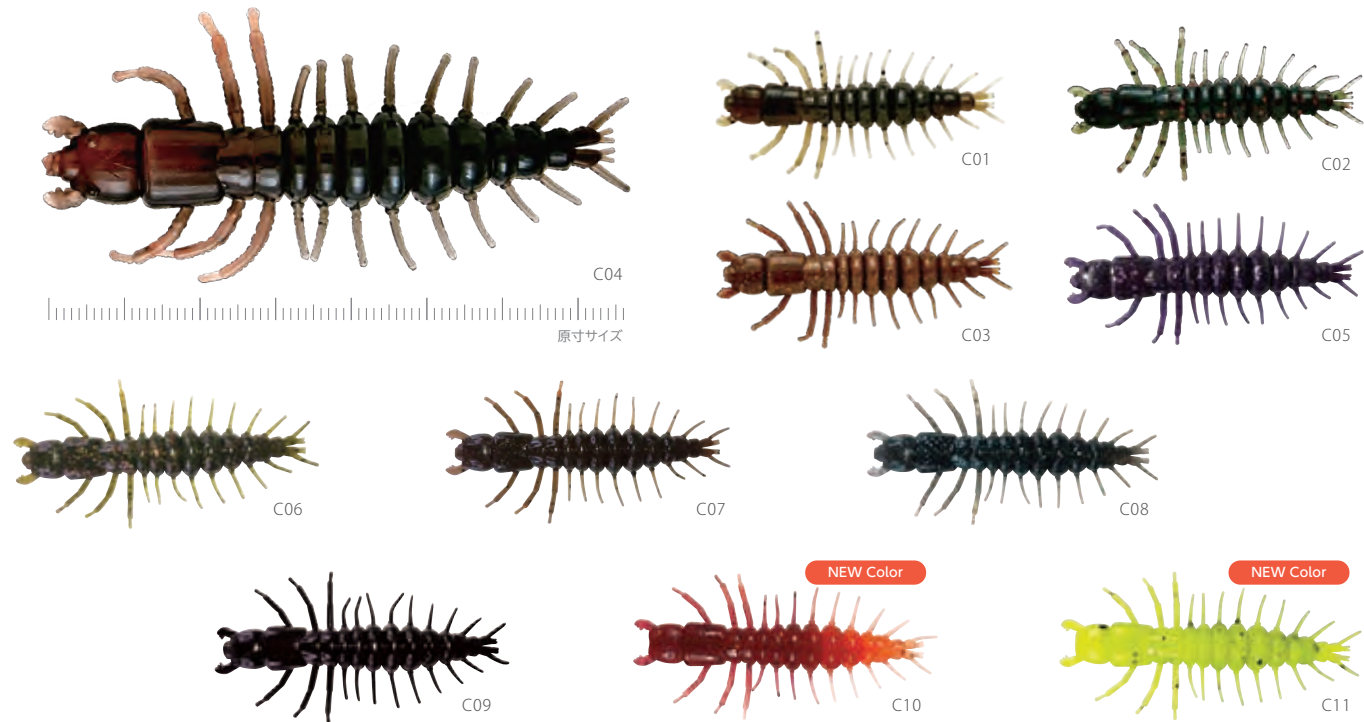 C01
C02
C04
原寸サイズ
C03
C05
C06
C07
C08
NEW Color
NEW Color
C09
C10
C11